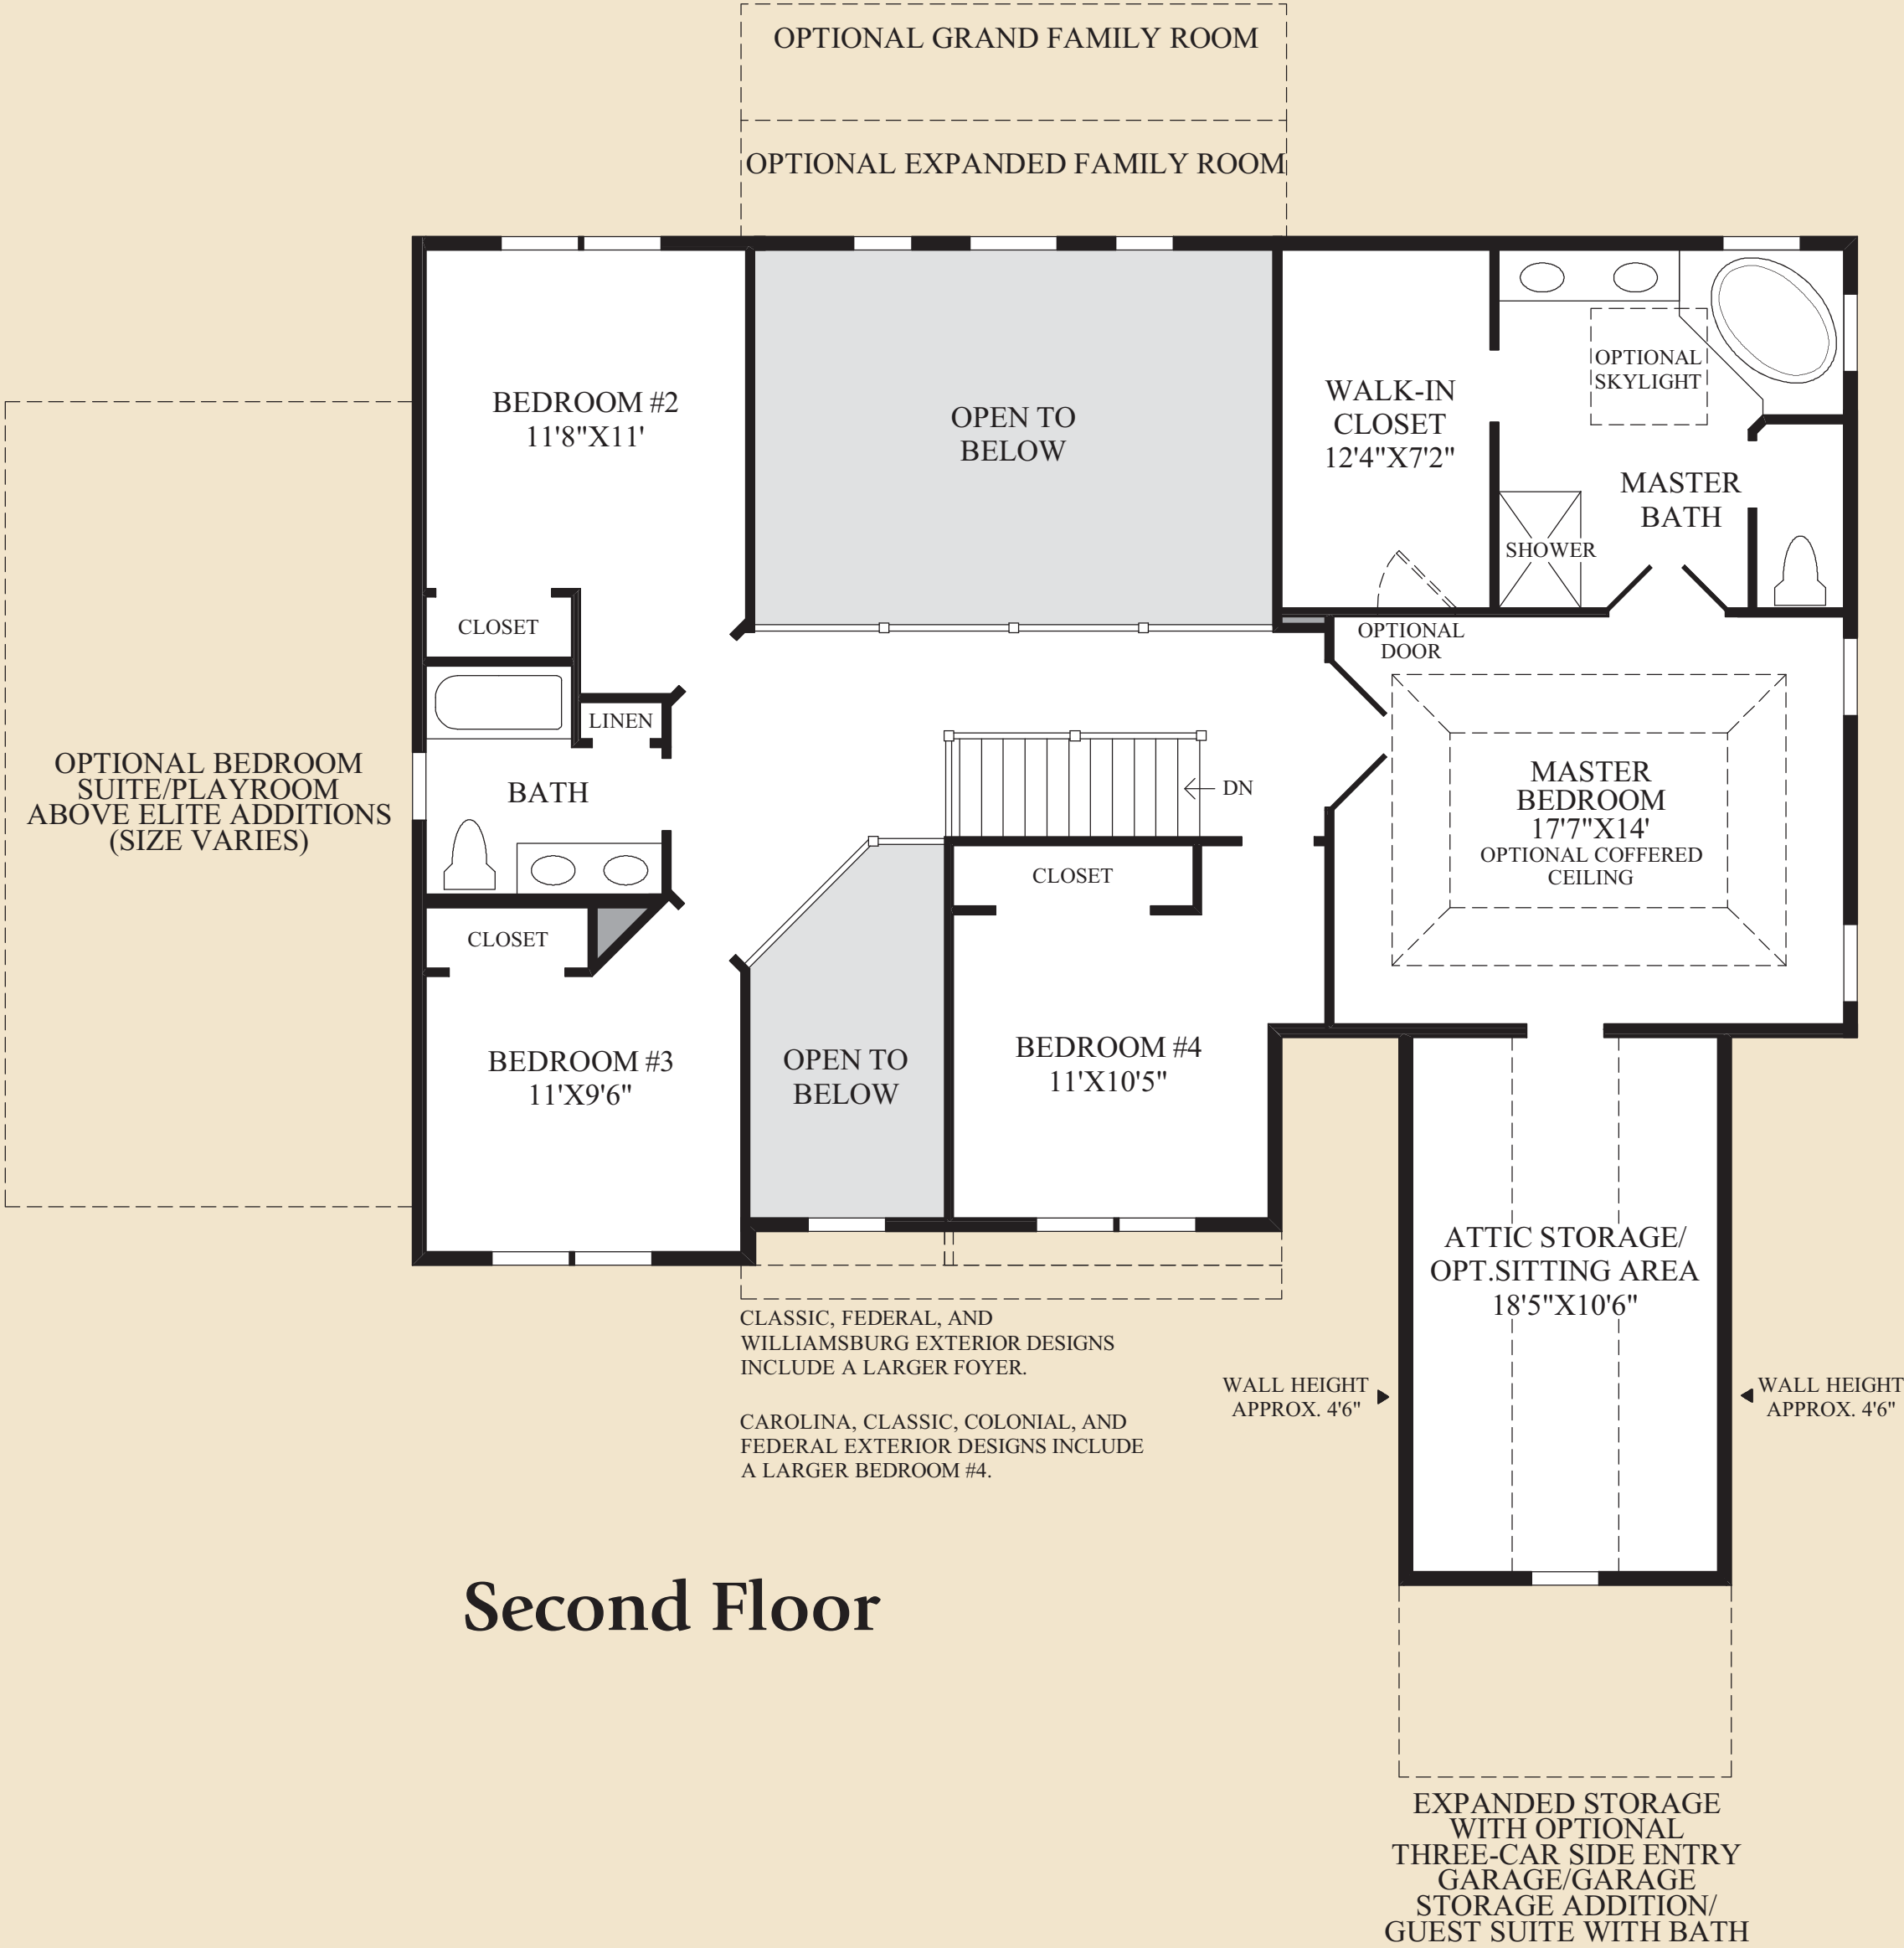 OPTIONAL GRAND FAMILY ROOM
OPTIONAL EXPANDED FAMILY ROOM
BEDROOM #2
11'8"X11'
OPEN TO
BELOW
WALK-IN
CLOSET
12'4"X7'2"
OPTIONAL
SKYLIGHT
MASTER
BATH
SHOWER
CLOSET
OPTIONAL
DOOR
LINEN
BATH
OPTIONAL BEDROOM
SUITE/PLAYROOM
ABOVE ELITE ADDITIONS
(SIZE VARIES)
DN
MASTER
BEDROOM
17'7"X14'
OPTIONAL COFFERED
CEILING
CLOSET
CLOSET
BEDROOM #3
11'X9'6"
OPEN TO
BELOW
BEDROOM #4
11'X10'5"
ATTIC STORAGE/
OPT.SITTING AREA
18'5"X10'6"
CLASSIC, FEDERAL, AND
WILLIAMSBURG EXTERIOR DESIGNS
INCLUDE A LARGER FOYER.
CAROLINA, CLASSIC, COLONIAL, AND
FEDERAL EXTERIOR DESIGNS INCLUDE
A LARGER BEDROOM #4.
WALL HEIGHT
APPROX. 4'6"
WALL HEIGHT
APPROX. 4'6"
Second Floor
EXPANDED STORAGE
WITH OPTIONAL
THREE-CAR SIDE ENTRY
GARAGE/GARAGE
STORAGE ADDITION/
GUEST SUITE WITH BATH